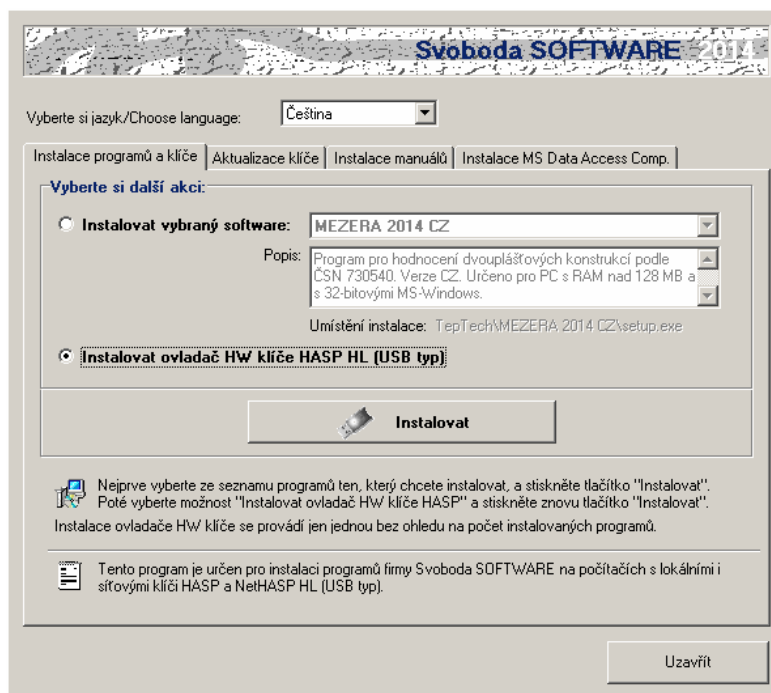 Svoboda SOFTWARE 2014
Vyberte si jazyk/Choose language: Čeština
Instalace programů a klíče Aktualizace klíče Instalace manuálů Instalace MS Data Access Comp.
Vyberte si další akci:
Instalovat vybraný software: MEZERA 2014 CZ
Popis: Program pro hodnocení dvouplášťových konstrukcí podle
ČSN 730540. Verze CZ. Určeno pro PC s RAM nad 128 MB a
s 32-bitovými MS-Windows.
Umístění instalace: TepTech\MEZERA 2014 CZ\setup.exe
Instalovat ovladač HW klíče HASP HL (USB typ)
Instalovat
Nejprve vyberte ze seznamu programů ten, který chcete instalovat, a stiskněte tlačítko "Instalovat".
Poté vyberte možnost "Instalovat ovladač HW klíče HASP" a stiskněte znovu tlačítko "Instalovat".
Instalace ovladače HW klíče se provádí jen jednou bez ohledu na počet instalovaných programů.
Tento program je určen pro instalaci programů firmy Svoboda SOFTWARE na počítačích s lokálními i
síťovými klíči HASP a NetHASP HL (USB typ).
Uzavřít